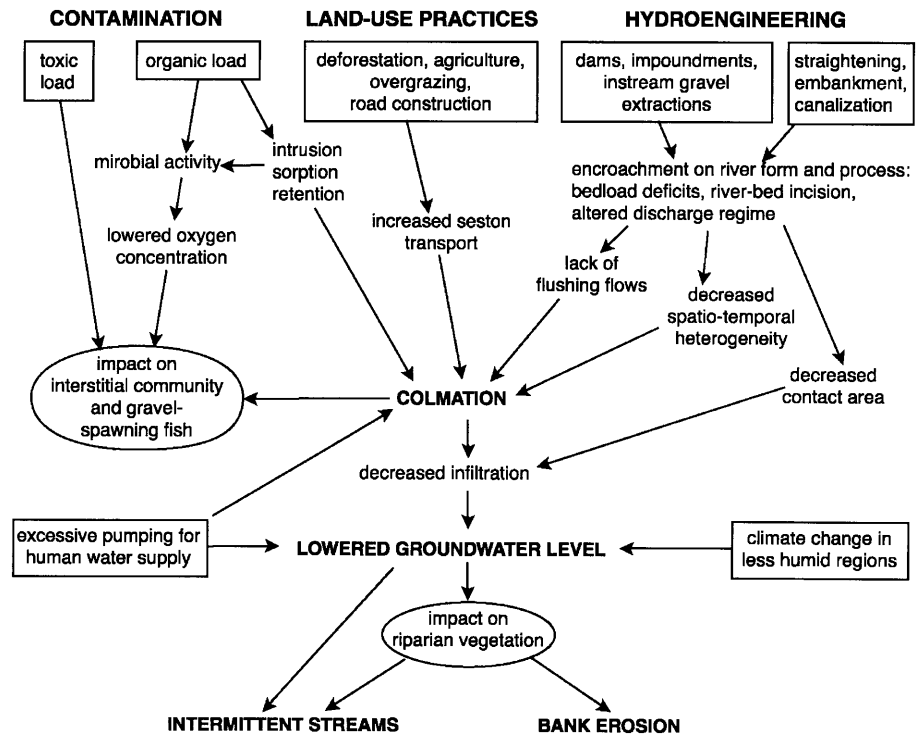 CONTAMINATION
LAND-USE PRACTICES
HYDROENGINEERING
toxic
load
organic load
deforestation, agriculture,
overgrazing,
road construction
dams, impoundments,
instream gravel
extractions
straightening,
embankment,
canalization
mirobial activity
intrusion
sorption
retention
encroachment on river form and process:
bedload deficits, river-bed incision,
altered discharge regime
increased seston
transport
lowered oxygen
concentration
lack of
flushing flows
decreased
spatio-temporal
heterogeneity
decreased
contact area
impact on
interstitial community
and gravel-
spawning fish
COLMATION
decreased infiltration
excessive pumping for
human water supply
LOWERED GROUNDWATER LEVEL
climate change in
less humid regions
impact on
riparian vegetation
INTERMITTENT STREAMS
BANK EROSION